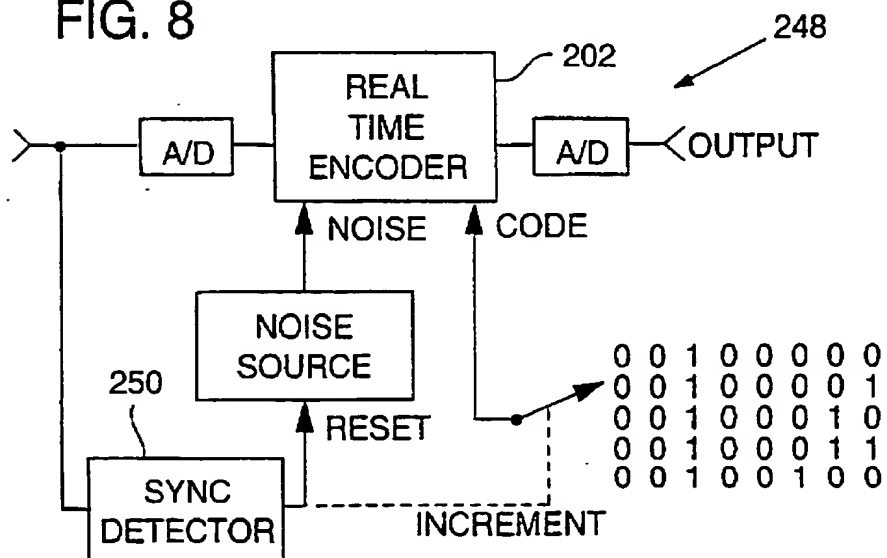 FIG. 8
248
202
REAL
TIME
ENCODER
A/D
A/D
OUTPUT
NOISE
CODE
NOISE
SOURCE
250
RESET
0 0 1 0 0 0 0 0
0 0 1 0 0 0 0 1
0 0 1 0 0 0 1 0
0 0 1 0 0 0 1 1
0 0 1 0 0 1 0 0
SYNC
DETECTOR
INCREMENT